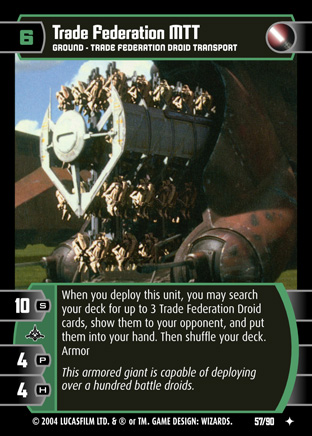 6
Trade Federation MTT
GROUND - TRADE FEDERATION DROID TRANSPORT
10 S
4 P
4 H
When you deploy this unit, you may search
your deck for up to 3 Trade Federation Droid
cards, show them to your opponent, and put
them into your hand. Then shuffle your deck.
Armor
This armored giant is capable of deploying
over a hundred battle droids.
© 2004 LUCASFILM LTD. & ® or TM. GAME DESIGN: WIZARDS.
57/90